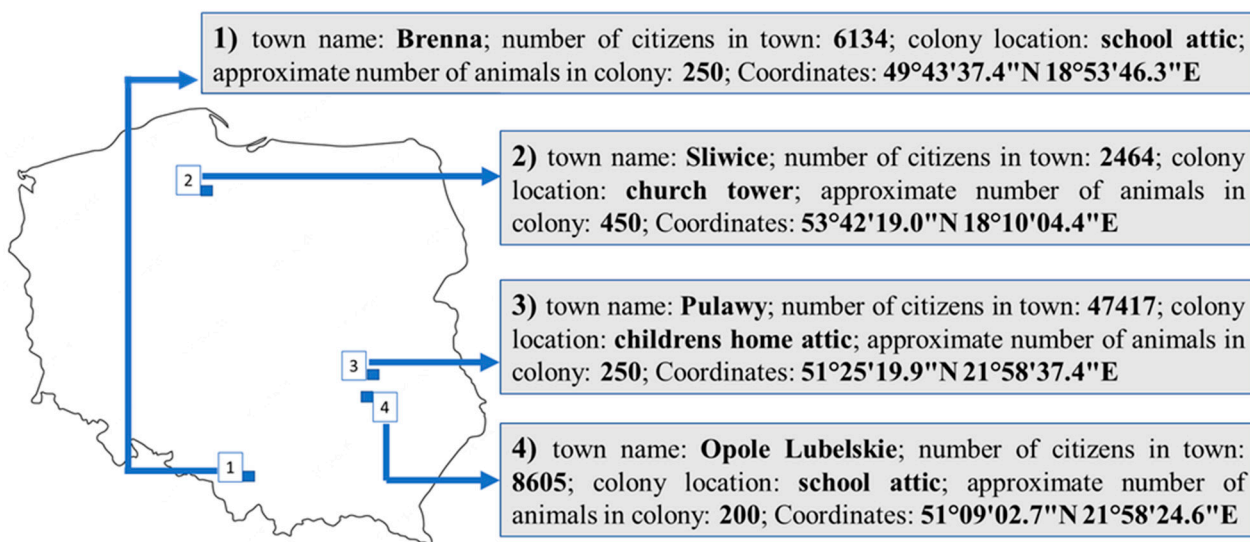 1) town name: Brenna; number of citizens in town: 6134; colony location: school attic;
approximate number of animals in colony: 250; Coordinates: 49°43'37.4"N 18°53'46.3"E
2) town name: Sliwice; number of citizens in town: 2464; colony
location: church tower; approximate number of animals in
colony: 450; Coordinates: 53°42'19.0"N 18°10'04.4"E
2
3) town name: Pulawy; number of citizens in town: 47417; colony
location: childrens home attic; approximate number of animals in
colony: 250; Coordinates: 51°25'19.9"N 21°58'37.4"E
3
4
4) town name: Opole Lubelskie; number of citizens in town:
8605; colony location: school attic; approximate number of
animals in colony: 200; Coordinates: 51°09'02.7"N 21°58'24.6"E
1